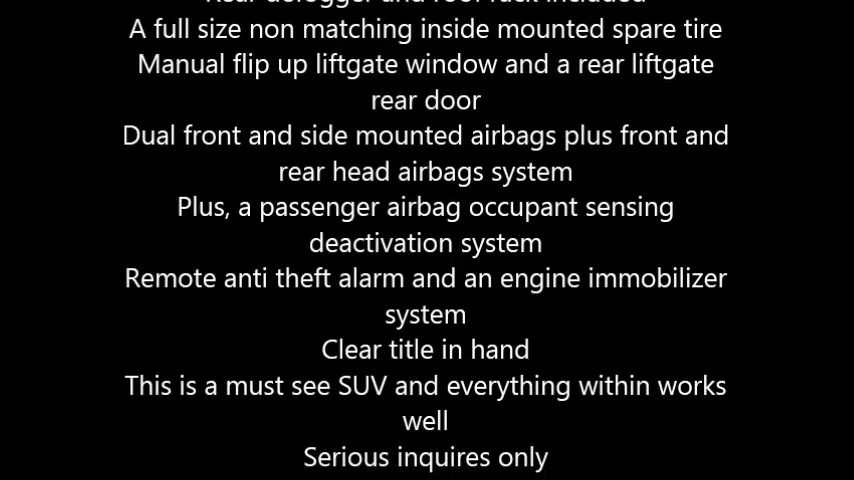 Rear defogger and roof rack included
A full size non matching inside mounted spare tire
Manual flip up liftgate window and a rear liftgate
rear door
Dual front and side mounted airbags plus front and
rear head airbags system
Plus, a passenger airbag occupant sensing
deactivation system
Remote anti theft alarm and an engine immobilizer
system
Clear title in hand
This is a must see SUV and everything within works
well
Serious inquires only